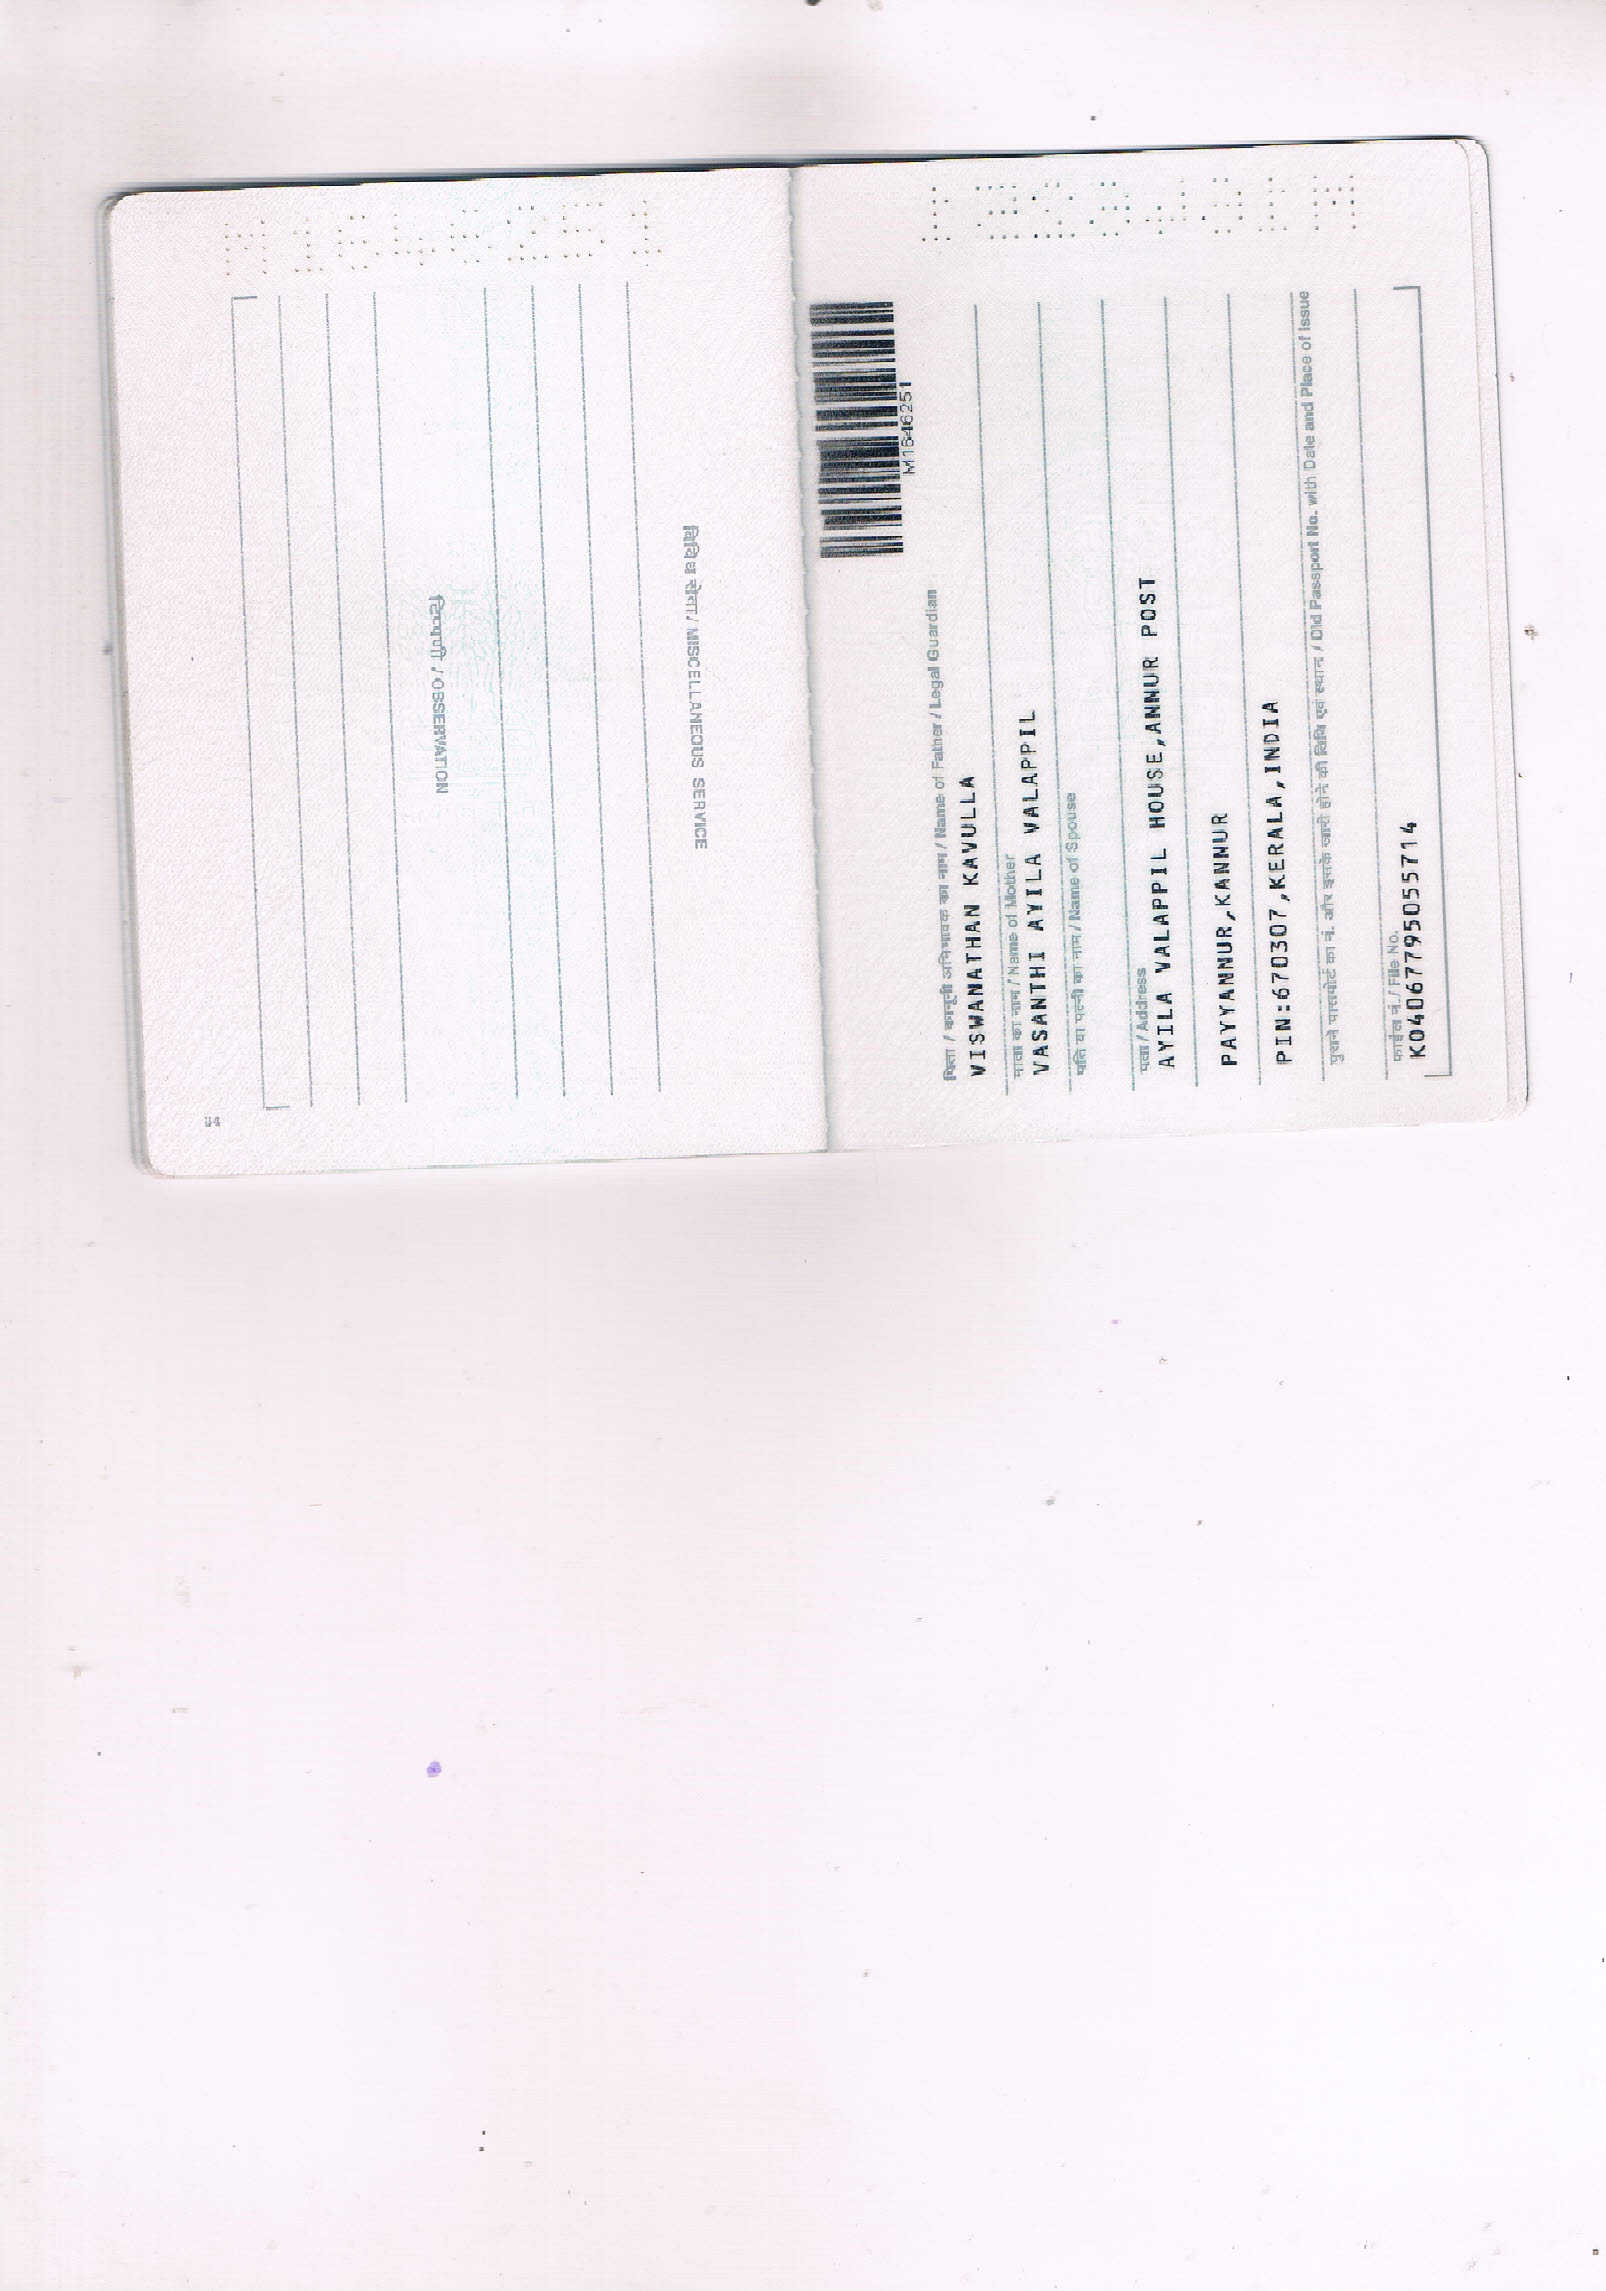 34
टिप्पणी / OBSERVATION
विविध सेवा / MISCELLANEOUS SERVICE
M1646251
पिता / कानूनी अभिभावक का नाम / Name of Father / Legal Guardian
VISWANATHAN KAVULLA
माता का नाम / Name of Mother
VASANTHI AYILA VALAPPIL
पति या पत्नी का नाम / Name of Spouse
पता / Address
AYILA VALAPPIL HOUSE,ANNUR POST
PAYYANNUR,KANNUR
PIN:670307,KERALA,INDIA
पुराने पासपोर्ट का नं. और इसके जारी होने की तिथि एवं स्थान / Old Passport No. with Date and Place of Issue
फाईल नं. / File No.
KO4067795055714